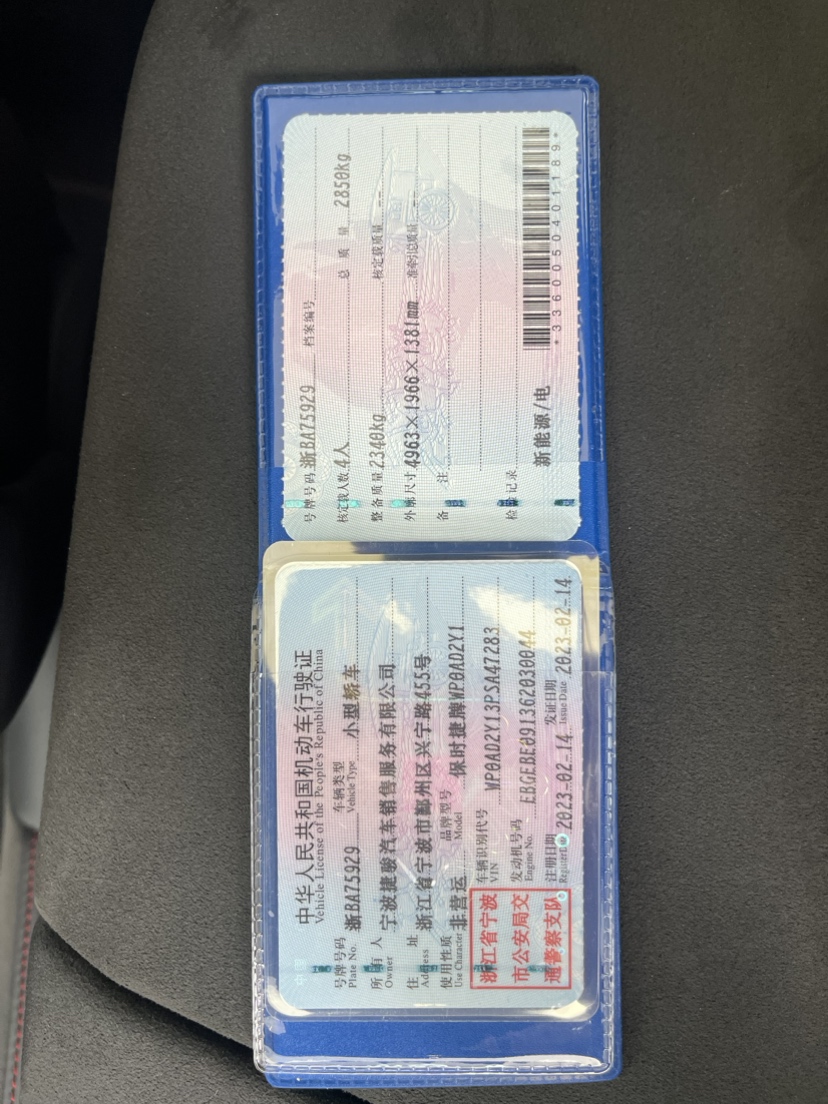 中华人民共和国机动车行驶证
Vehicle License of the People's Republic of China
号牌号码 浙BA75929 车辆类型 小型轿车
Plate No. Vehicle Type
所有人 宁波捷骏汽车销售服务有限公司
Owner
住址 浙江省宁波市鄞州区兴宁路455号
Address
使用性质 非营运 品牌型号 保时捷牌WP0AD2Y1
Use Character Model
浙江省宁波
市公安局交
通警察支队
车辆识别代号 WP0AD2Y13PSA47283
VIN
发动机号码
Engine No.
注册日期 2023-02-14 发证日期 2023-02-14
Issue Date
号牌号码 浙BA75929 档案编号
核定载人数 4人 总质量 2850kg
整备质量 2340kg 核定载质量 --
外廓尺寸 4963×1966×1381mm 准牵引总质量 --
备注
检验记录
新能源/电
*3360050401189*